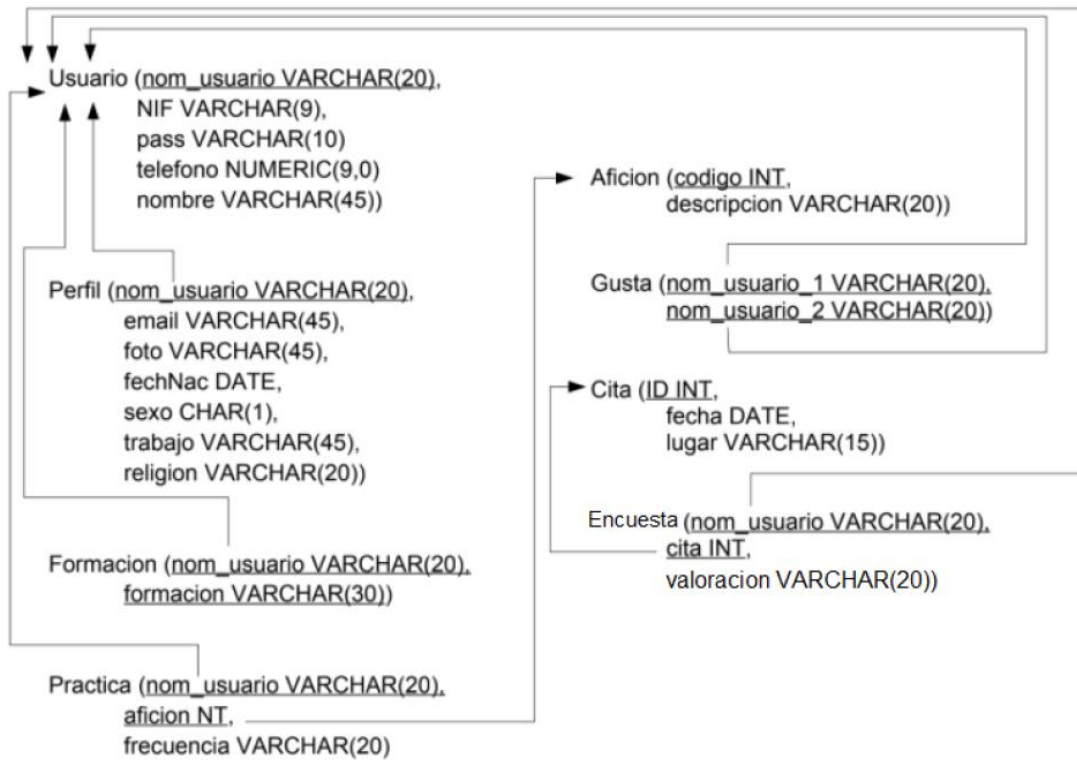 Usuario (nom_usuario VARCHAR(20),
NIF VARCHAR(9),
pass VARCHAR(10)
telefono NUMERIC(9,0)
nombre VARCHAR(45))
Perfil (nom_usuario VARCHAR(20),
email VARCHAR(45),
foto VARCHAR(45),
fechNac DATE,
sexo CHAR(1),
trabajo VARCHAR(45),
religion VARCHAR(20))
Formacion (nom_usuario VARCHAR(20),
formacion VARCHAR(30))
Practica (nom_usuario VARCHAR(20),
aficion NT,
frecuencia VARCHAR(20)
Aficion (codigo INT,
descripcion VARCHAR(20))
Gusta (nom_usuario_1 VARCHAR(20),
nom_usuario_2 VARCHAR(20))
Cita (ID INT,
fecha DATE,
lugar VARCHAR(15))
Encuesta (nom_usuario VARCHAR(20),
cita INT,
valoracion VARCHAR(20))